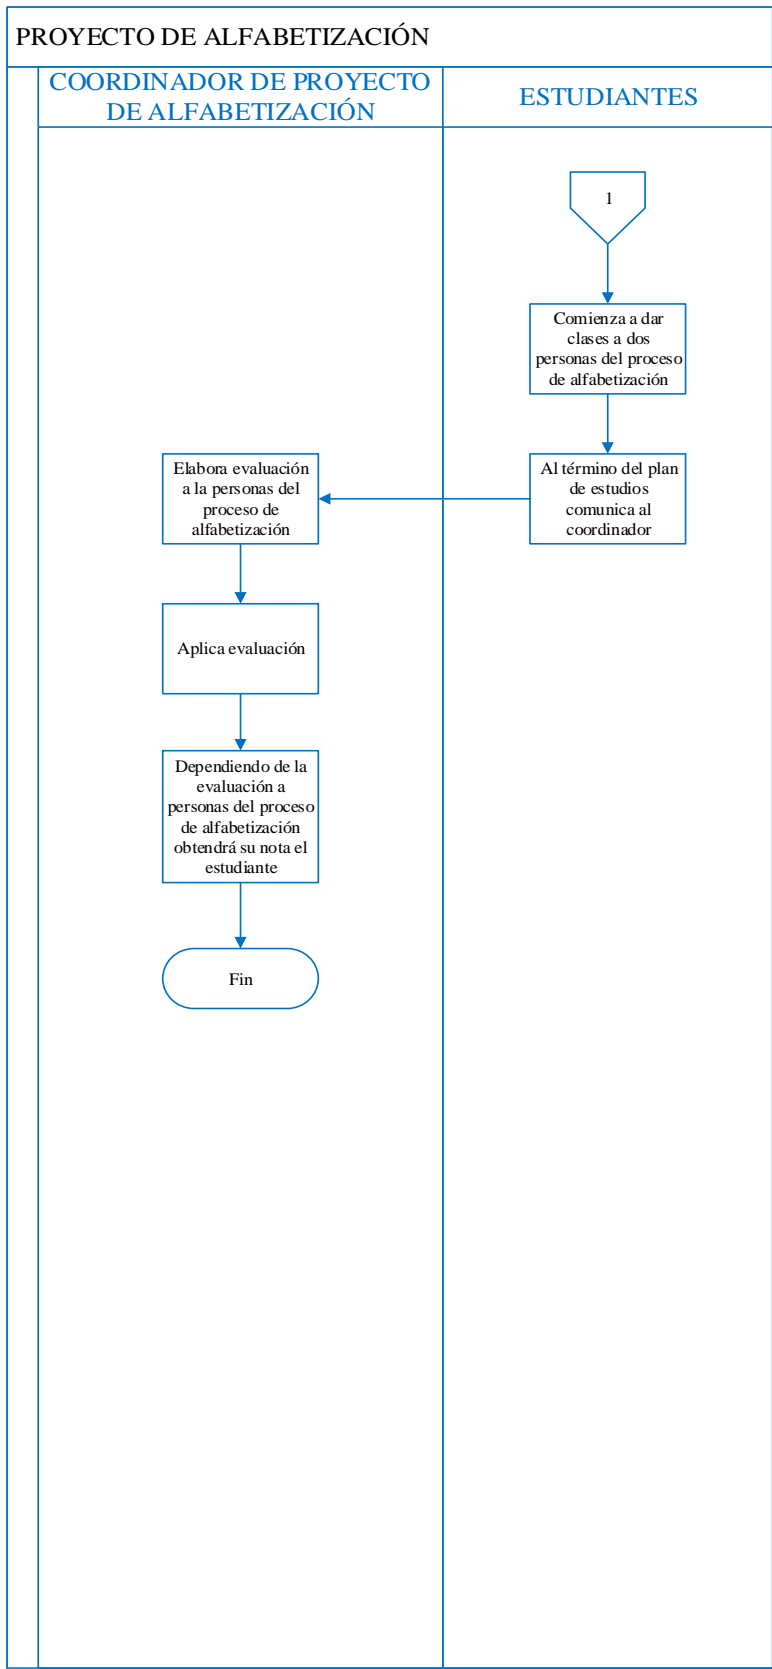 PROYECTO DE ALFABETIZACIÓN
COORDINADOR DE PROYECTO
DE ALFABETIZACIÓN
ESTUDIANTES
1
Comienza a dar
clases a dos
personas del proceso
de alfabetización
Al término del plan
de estudios
comunica al
coordinador
Elabora evaluación
a la personas del
proceso de
alfabetización
Aplica evaluación
Dependiendo de la
evaluación a
personas del proceso
de alfabetización
obtendrá su nota el
estudiante
Fin